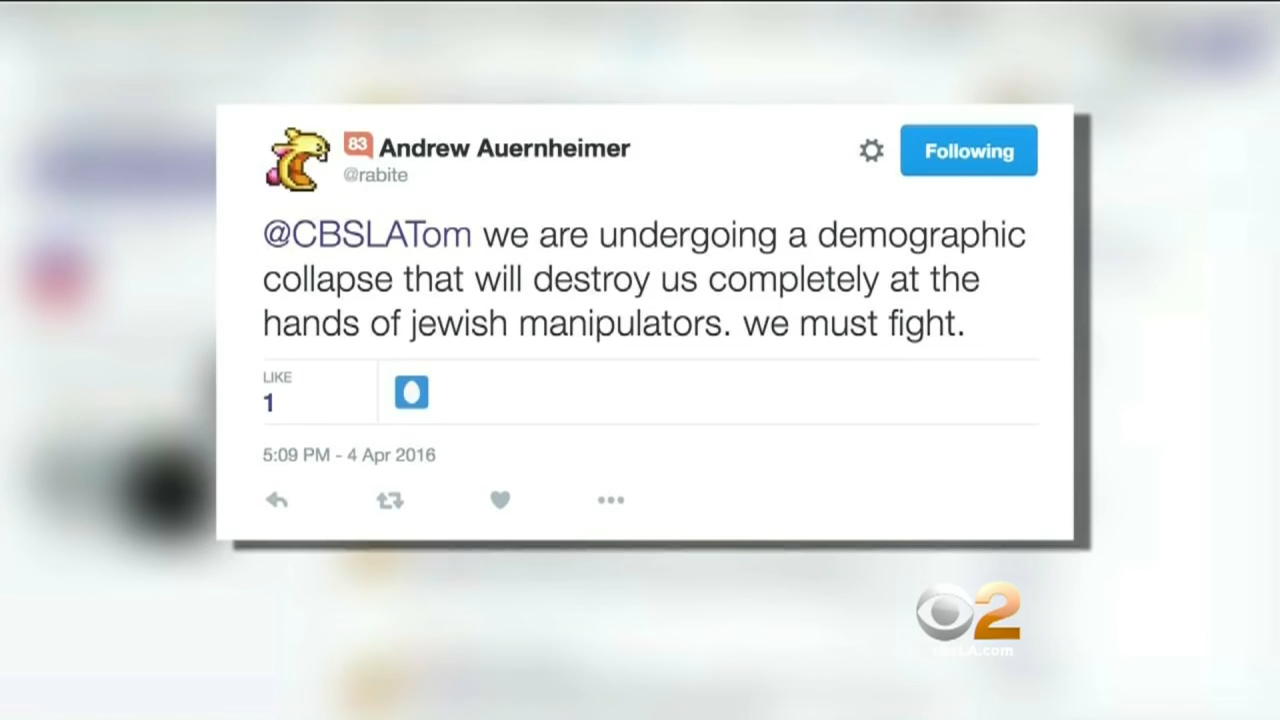 83 Andrew Auernheimer
@rabite
Following
@CBSLATom we are undergoing a demographic
collapse that will destroy us completely at the
hands of jewish manipulators. we must fight.
LIKE
1
5:09 PM - 4 Apr 2016
2